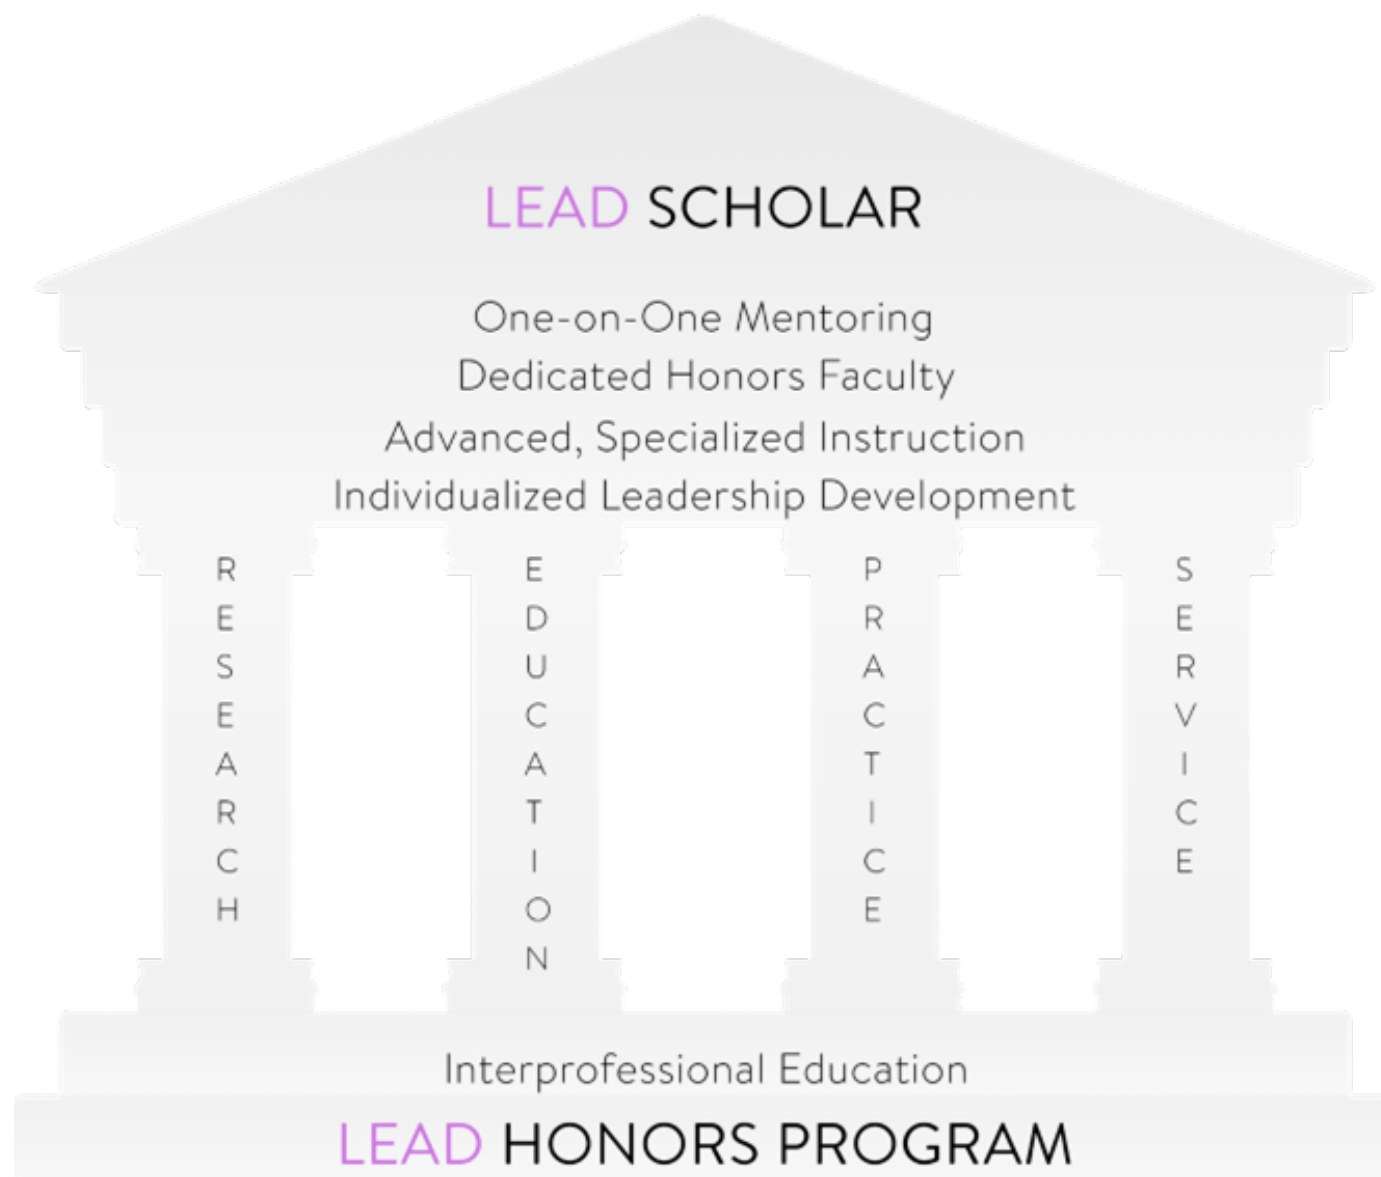 LEAD SCHOLAR
One-on-One Mentoring
Dedicated Honors Faculty
Advanced, Specialized Instruction
Individualized Leadership Development
RESEARCH
EDUCATION
PRACTICE
SERVICE
Interprofessional Education
LEAD HONORS PROGRAM